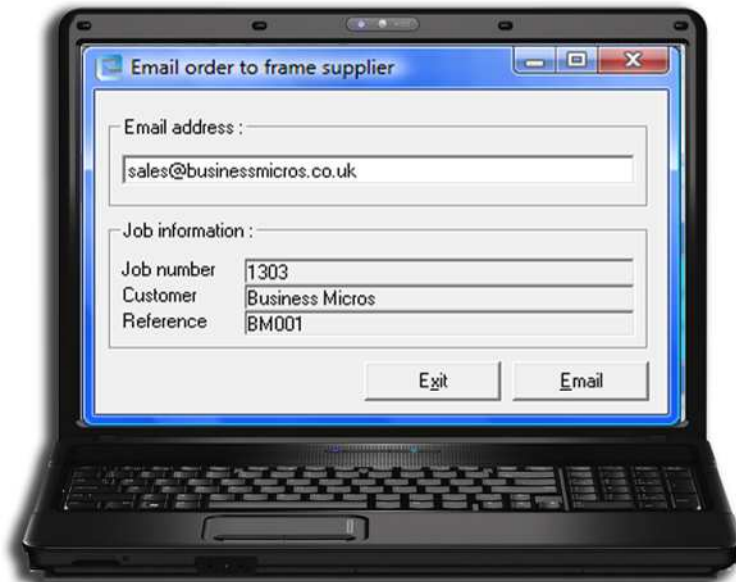 Email order to frame supplier
Email address :
sales@businessmicros.co.uk
Job information :
Job number 1303
Customer Business Micros
Reference BM001
Exit Email